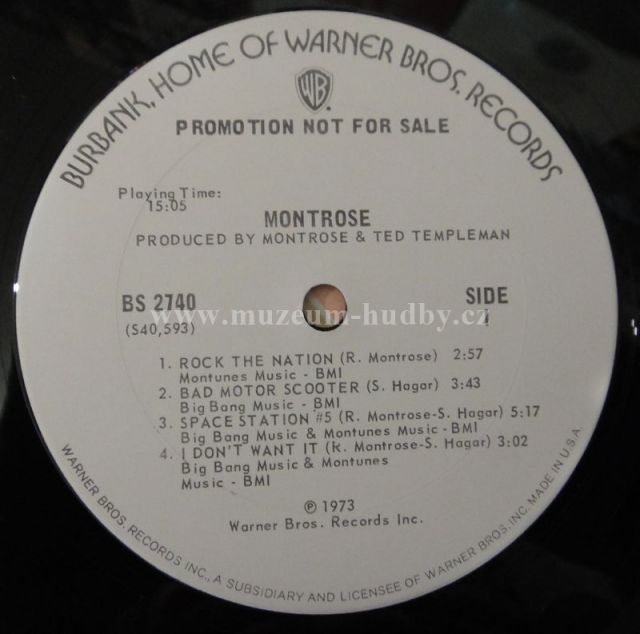 BURBANK, HOME OF WARNER BROS. RECORDS
WB
PROMOTION NOT FOR SALE
Playing Time:
15:05
MONTROSE
PRODUCED BY MONTROSE & TED TEMPLEMAN
BS 2740
SIDE
(S40,593)
1
www.muzeum-hudby.cz
1. ROCK THE NATION (R. Montrose) 2:57
Montunes Music - BMI
2. BAD MOTOR SCOOTER (S. Hagar) 3:43
Big Bang Music - BMI
3. SPACE STATION #5 (R. Montrose-S. Hagar) 5:17
Big Bang Music & Montunes Music - BMI
4. I DON'T WANT IT (R. Montrose-S. Hagar) 3:02
Big Bang Music & Montunes
Music - BMI
℗ 1973
Warner Bros. Records Inc.
WARNER BROS. RECORDS INC., A SUBSIDIARY AND LICENSEE OF WARNER BROS. INC. MADE IN U.S.A.